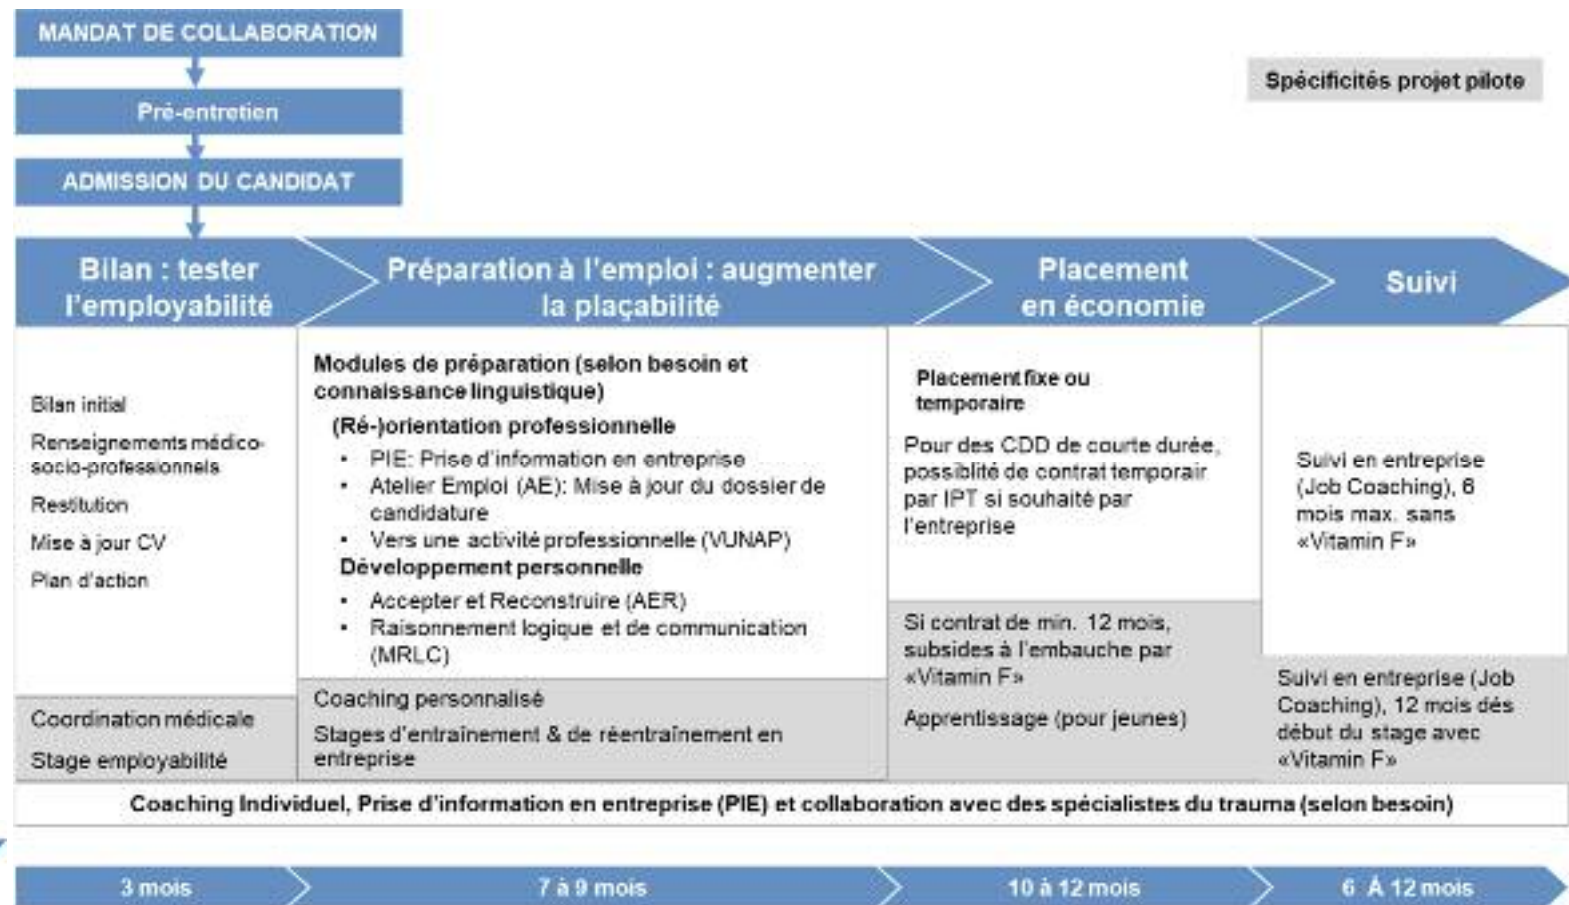 MANDAT DE COLLABORATION
Pré-entretien
ADMISSION DU CANDIDAT
Spécificités projet pilote
Bilan : tester
l'employabilité
Préparation à l'emploi : augmenter
la plaçabilité
Placement
en économie
Suivi
Bilan initial
Renseignements médico-
socio-professionnels
Restitution
Mise à jour CV
Plan d'action
Coordination médicale
Stage employabilité
Modules de préparation (selon besoin et
connaissance linguistique)
(Ré-)orientation professionnelle
• PIE: Prise d'information en entreprise
• Atelier Emploi (AE): Mise à jour du dossier de
candidature
• Vers une activité professionnelle (VUNAP)
Développement personnelle
• Accepter et Reconstruire (AER)
• Raisonnement logique et de communication
(MRLC)
Coaching personnalisé
Stages d'entraînement & de réentraînement en
entreprise
Placement fixe ou
temporaire
Pour des CDD de courte durée,
possiblité de contrat temporair
par IPT si souhaité par
l'entreprise
Si contrat de min. 12 mois,
subsides à l'embauche par
«Vitamin F»
Apprentissage (pour jeunes)
Suivi en entreprise
(Job Coaching), 6
mois max. sans
«Vitamin F»
Suivi en entreprise (Job
Coaching), 12 mois dés
début du stage avec
«Vitamin F»
Coaching Individuel, Prise d'information en entreprise (PIE) et collaboration avec des spécialistes du trauma (selon besoin)
3 mois
7 à 9 mois
10 à 12 mois
6 À 12 mois